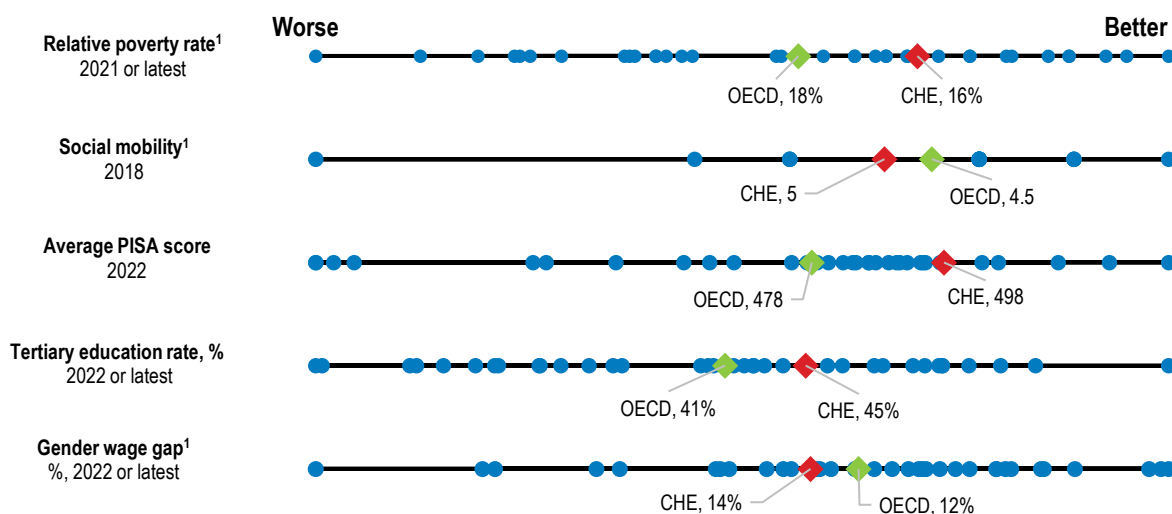 Worse
Better
Relative poverty rate¹
2021 or latest
OECD, 18%
CHE, 16%
Social mobility¹
2018
CHE, 5
OECD, 4.5
Average PISA score
2022
OECD, 478
CHE, 498
Tertiary education rate, %
2022 or latest
OECD, 41%
CHE, 45%
Gender wage gap¹
%, 2022 or latest
CHE, 14%
OECD, 12%